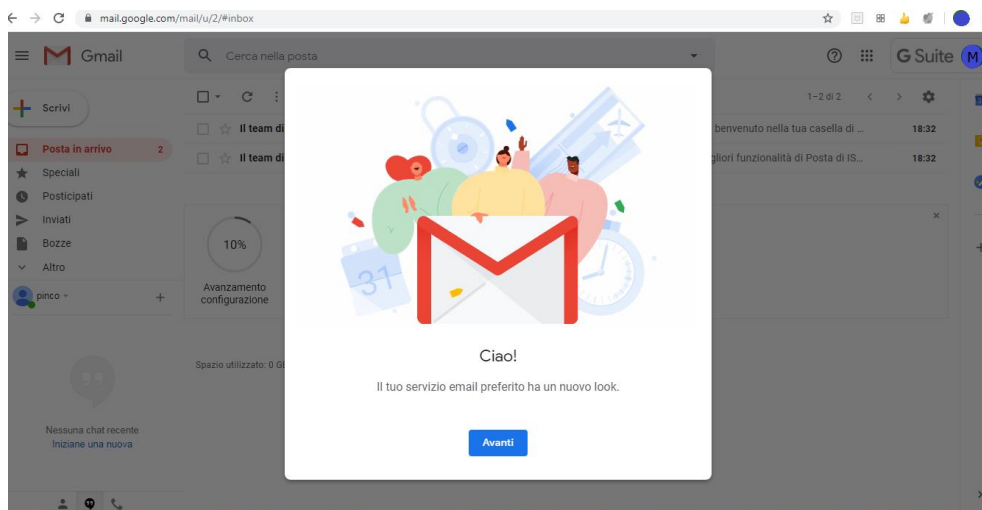 mail.google.com/mail/u/2/#inbox
Gmail
Cerca nella posta
G Suite
M
Scrivi
1–2 di 2
Il team di
benvenuto nella tua casella di ...
18:32
Posta in arrivo 2
Il team di
gliori funzionalità di Posta di IS...
18:32
Speciali
Posticipati
Inviati
Bozze
Altro
10%
Avanzamento
configurazione
pinco
31
Spazio utilizzato: 0 G
Ciao!
Il tuo servizio email preferito ha un nuovo look.
Avanti
Nessuna chat recente
Iniziane una nuova